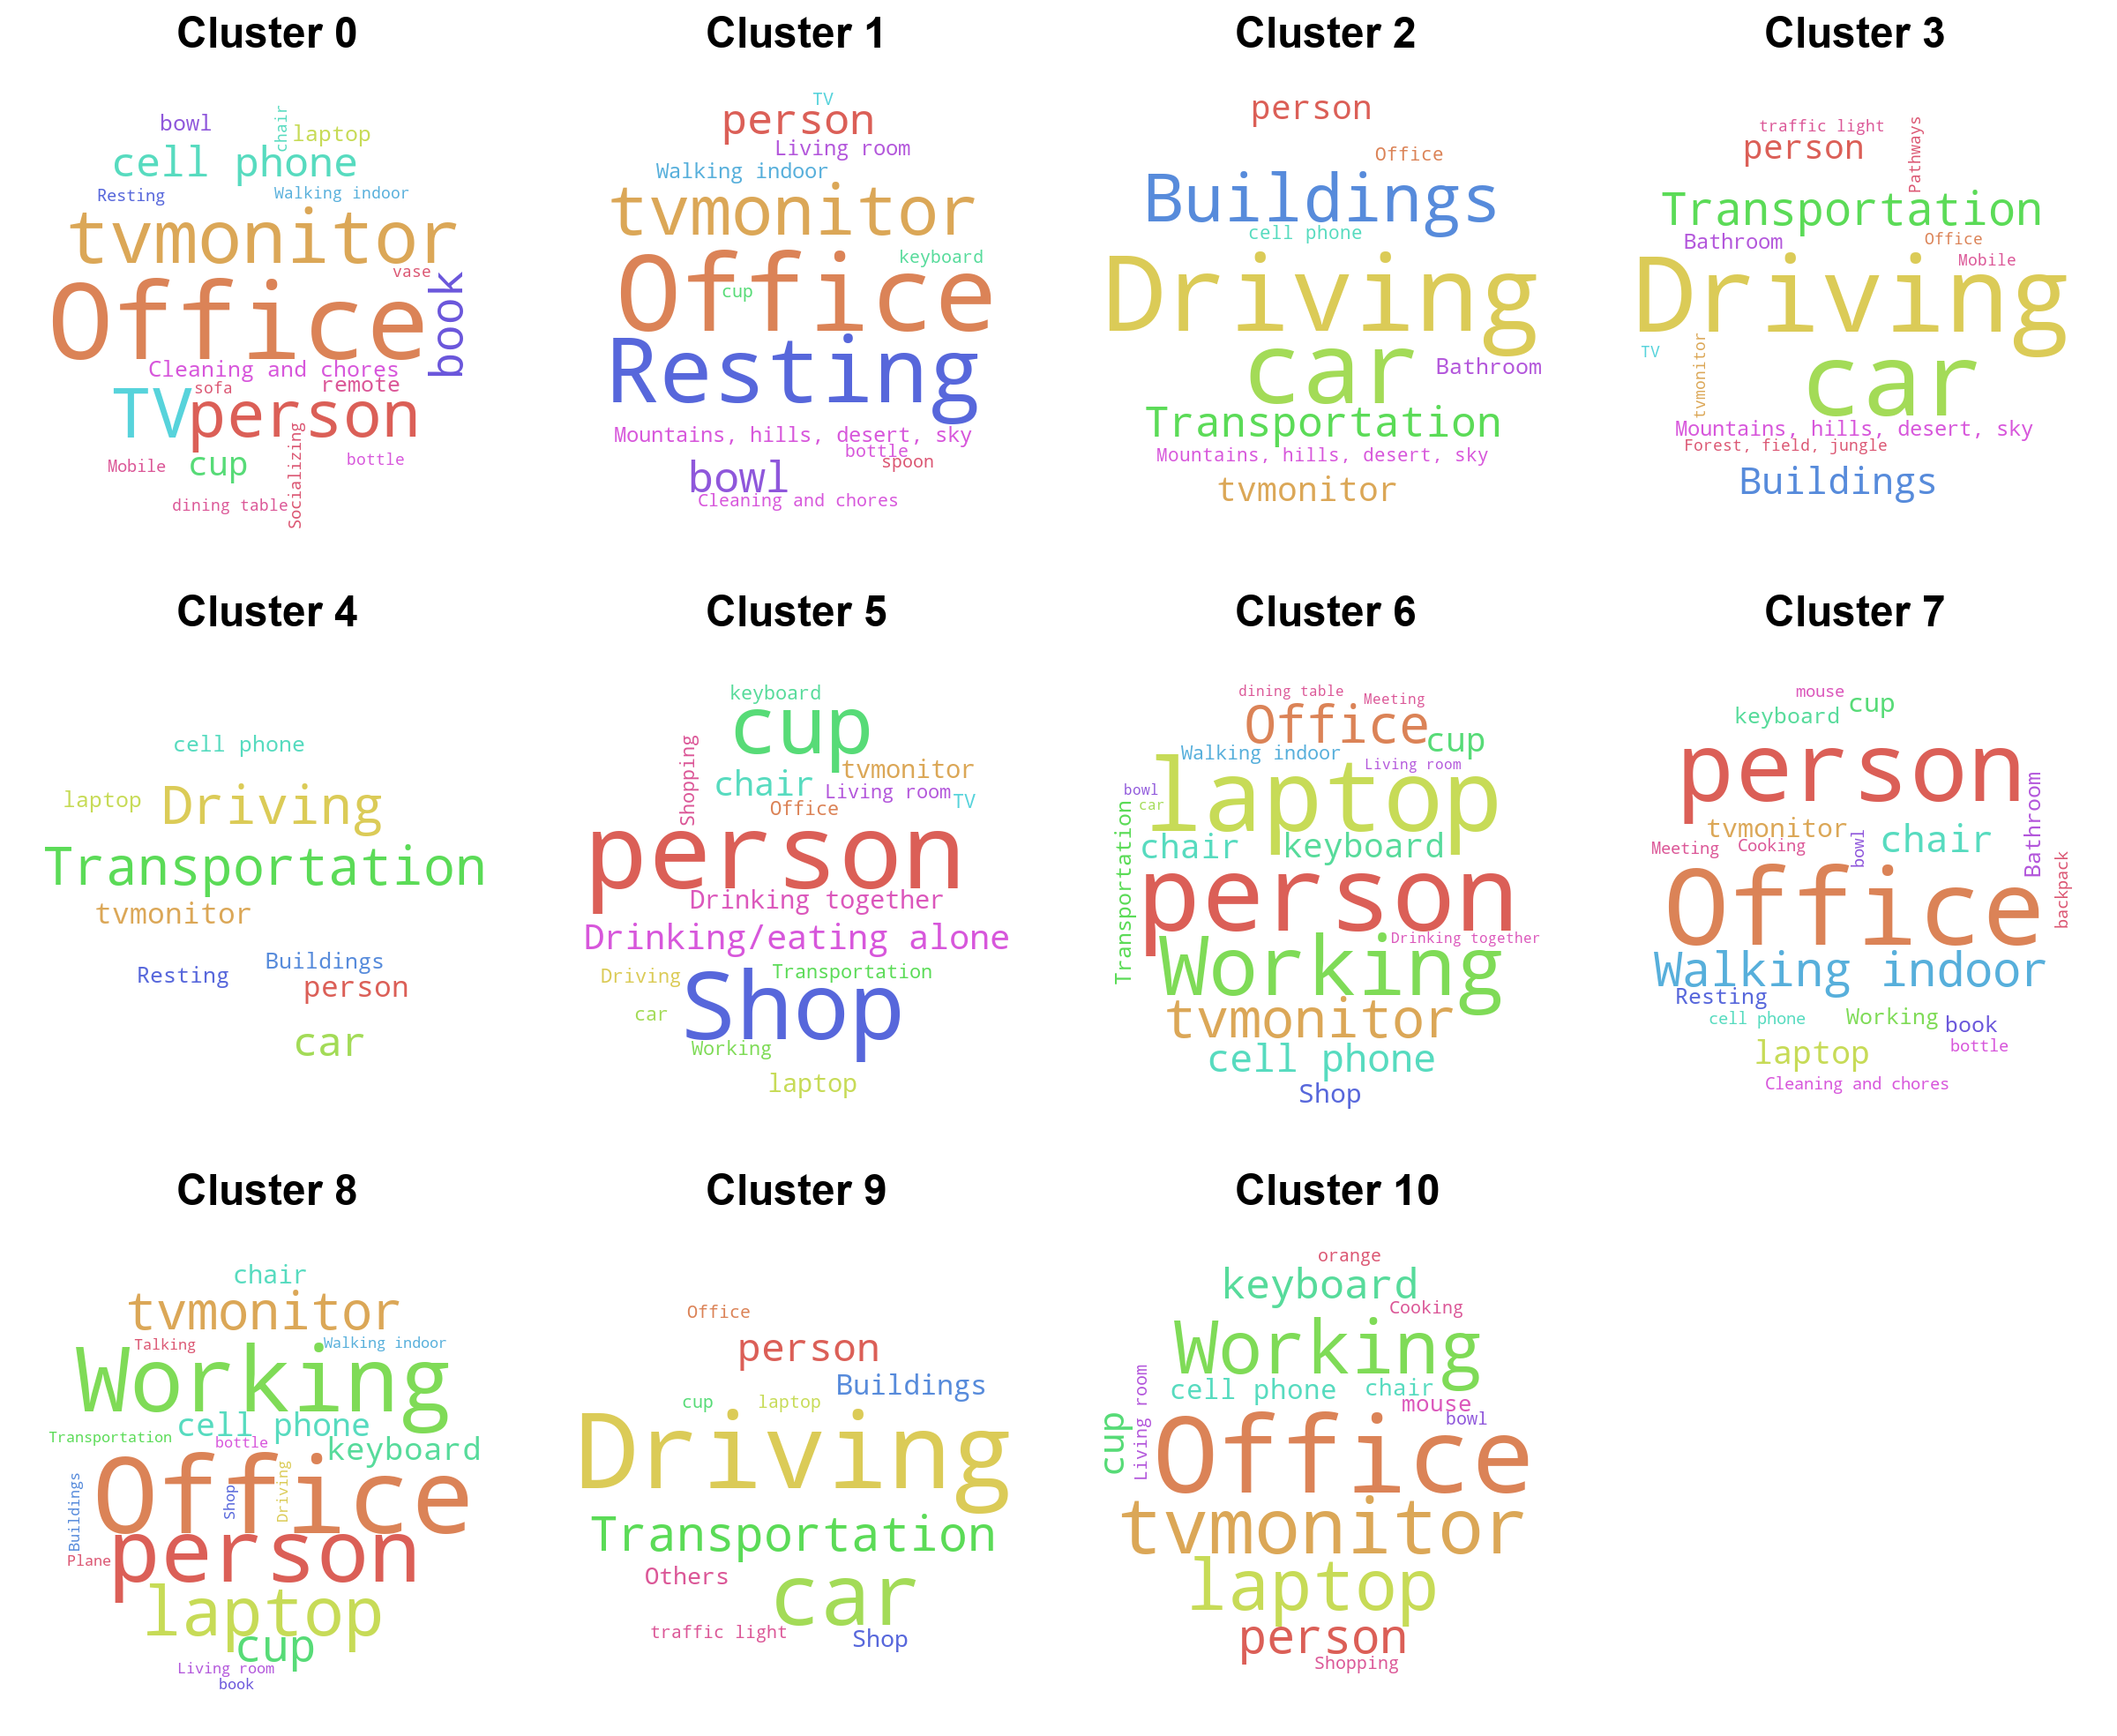 Cluster 0
bowl
chair
laptop
cell phone
Resting
Walking indoor
tvmonitor
vase
Office
book
Cleaning and chores
sofa
remote
TV
person
Mobile
cup
Socializing
bottle
dining table
Cluster 1
TV
person
Living room
Walking indoor
tvmonitor
keyboard
Office
cup
Resting
Mountains, hills, desert, sky
bottle
spoon
bowl
Cleaning and chores
Cluster 2
person
Office
Buildings
cell phone
Driving
car
Bathroom
Transportation
Mountains, hills, desert, sky
tvmonitor
Cluster 3
traffic light
person
Pathways
Transportation
Bathroom
Office
Mobile
Driving
TV
tvmonitor
car
Mountains, hills, desert, sky
Forest, field, jungle
Buildings
Cluster 4
cell phone
laptop
Driving
Transportation
tvmonitor
Resting
Buildings
person
car
Cluster 5
keyboard
cup
Shopping
chair
tvmonitor
Living room
TV
Office
person
Drinking together
Drinking/eating alone
Driving
Transportation
Shop
car
Working
laptop
Cluster 6
dining table
Meeting
Office
cup
Walking indoor
Living room
laptop
bowl
car
Transportation
chair
keyboard
person
Drinking together
Working
tvmonitor
cell phone
Shop
Cluster 7
mouse
keyboard
cup
person
tvmonitor
chair
Bathroom
Meeting
Cooking
bowl
backpack
Office
Walking indoor
Resting
cell phone
Working
book
laptop
bottle
Cleaning and chores
Cluster 8
chair
tvmonitor
Talking
Walking indoor
Working
cell phone
Transportation
bottle
keyboard
Buildings
Office
Shop
Driving
Plane
person
laptop
cup
Living room
book
Cluster 9
Office
person
Buildings
cup
laptop
Driving
Transportation
Others
car
traffic light
Shop
Cluster 10
orange
keyboard
Cooking
Working
cell phone
chair
mouse
bowl
cup
Living room
Office
tvmonitor
laptop
person
Shopping